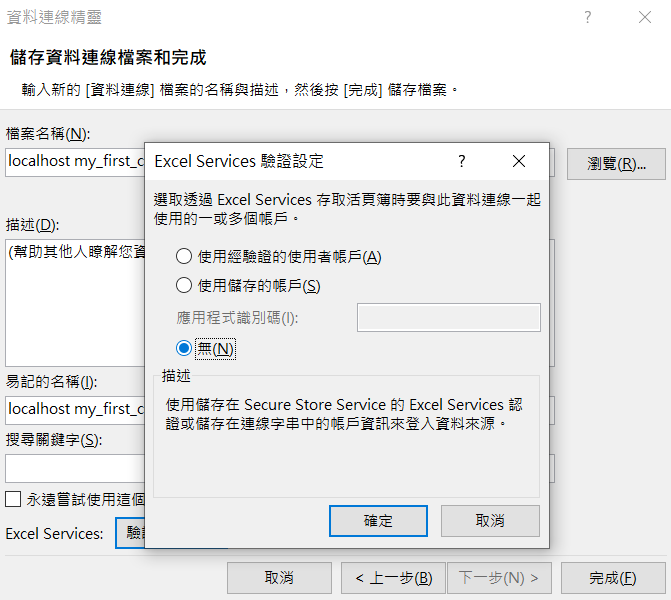 資料連線精靈
儲存資料連線檔案和完成
輸入新的 [資料連線] 檔案的名稱與描述，然後按 [完成] 儲存檔案。
檔案名稱(N):
localhost my_first_c
瀏覽(R)...
Excel Services 驗證設定
選取透過 Excel Services 存取活頁簿時要與此資料連線一起
使用的一或多個帳戶。
使用經驗證的使用者帳戶(A)
使用儲存的帳戶(S)
應用程式識別碼(I):
無(N)
描述
使用儲存在 Secure Store Service 的 Excel Services 認
證或儲存在連線字串中的帳戶資訊來登入資料來源。
確定
取消
描述(D):
(幫助其他人瞭解您資
易記的名稱(I):
localhost my_first_c
搜尋關鍵字(S):
永遠嘗試使用這個
Excel Services:
驗
取消
< 上一步(B)
下一步(N) >
完成(F)